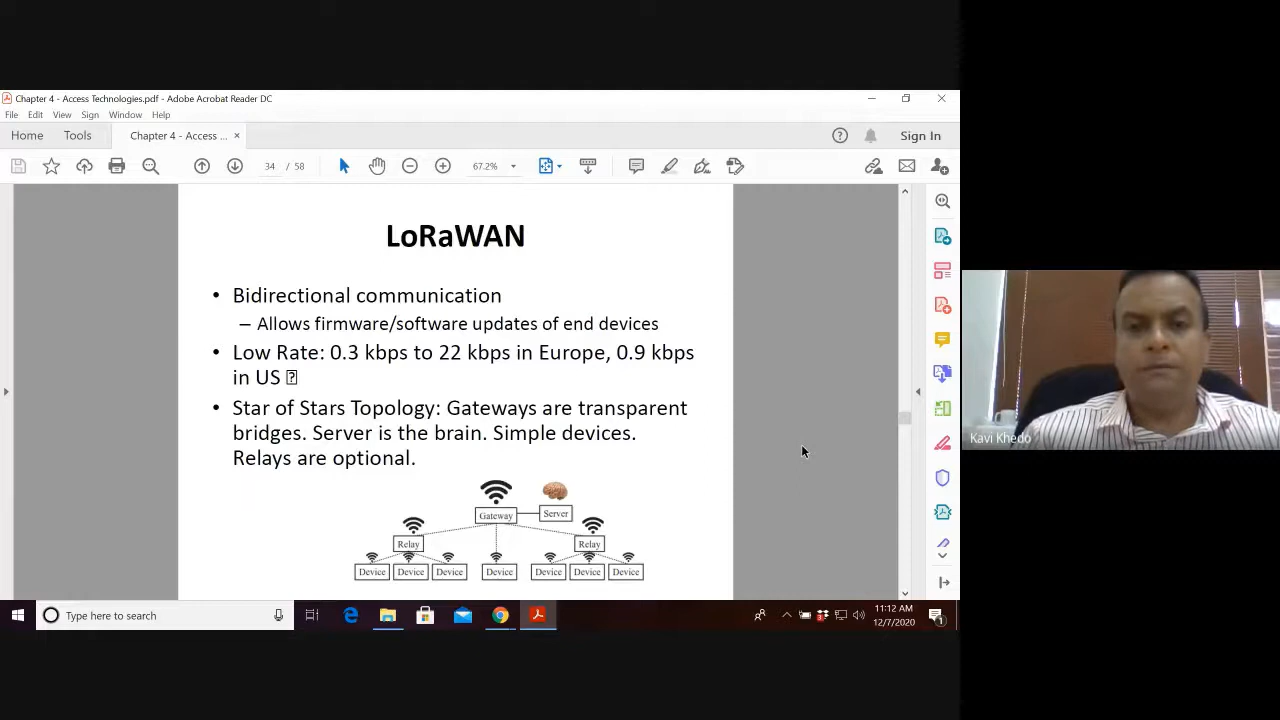 Chapter 4 - Access Technologies.pdf - Adobe Acrobat Reader DC
File Edit View Sign Window Help
Home Tools Chapter 4 - Access ... × Sign In
34 / 58 67.2%
LoRaWAN
• Bidirectional communication
– Allows firmware/software updates of end devices
• Low Rate: 0.3 kbps to 22 kbps in Europe, 0.9 kbps
in US
• Star of Stars Topology: Gateways are transparent
bridges. Server is the brain. Simple devices.
Relays are optional.
Gateway Server
Relay Relay
Device Device Device Device Device Device Device
Kavi Khedo
Type here to search
11:12 AM
12/7/2020